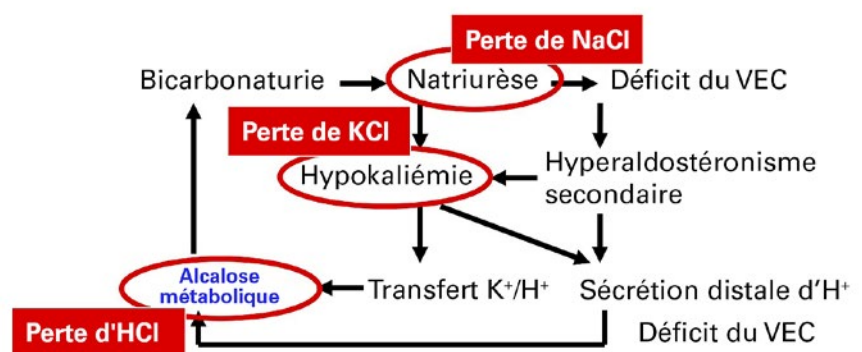 Perte de NaCl
Bicarbonaturie
Natriurèse
Déficit du VEC
Perte de KCl
Hypokaliémie
Hyperaldostéronisme
secondaire
Alcalose
métabolique
Transfert K⁺/H⁺
Sécrétion distale d'H⁺
Perte d'HCl
Déficit du VEC